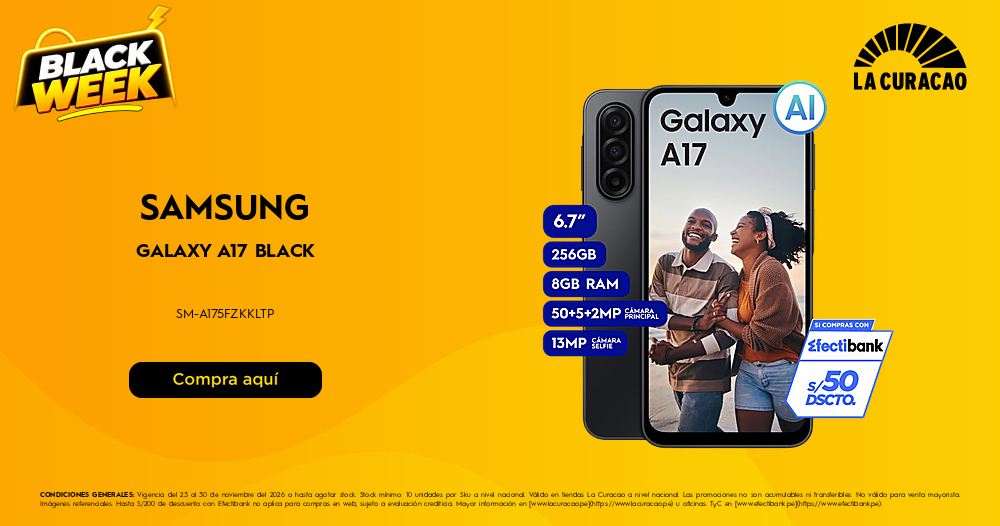 BLACK
WEEK
LA CURACAO
Galaxy
A17
AI
SAMSUNG
GALAXY A17 BLACK
SM-A175FZKKLTP
Compra aquí
6.7”
256GB
8GB RAM
50+5+2MP CÁMARA PRINCIPAL
13MP CÁMARA SELFIE
SI COMPRAS CON
Efectibank
S/50
DSCTO.
CONDICIONES GENERALES: Vigencia del 23 al 30 de noviembre del 2026 o hasta agotar stock. Stock mínimo: 10 unidades por Sku a nivel nacional. Válido en tiendas La Curacao a nivel nacional. Las promociones no son acumulables ni transferibles. No válido para venta mayorista.
Imágenes referenciales. Hasta S/200 de descuento con Efectibank no aplica para compras en web, sujeto a evaluación crediticia. Mayor información en [www.lacuracao.pe](https://www.lacuracao.pe) u oficinas. TyC en [www.efectibank.pe](https://www.efectibank.pe).